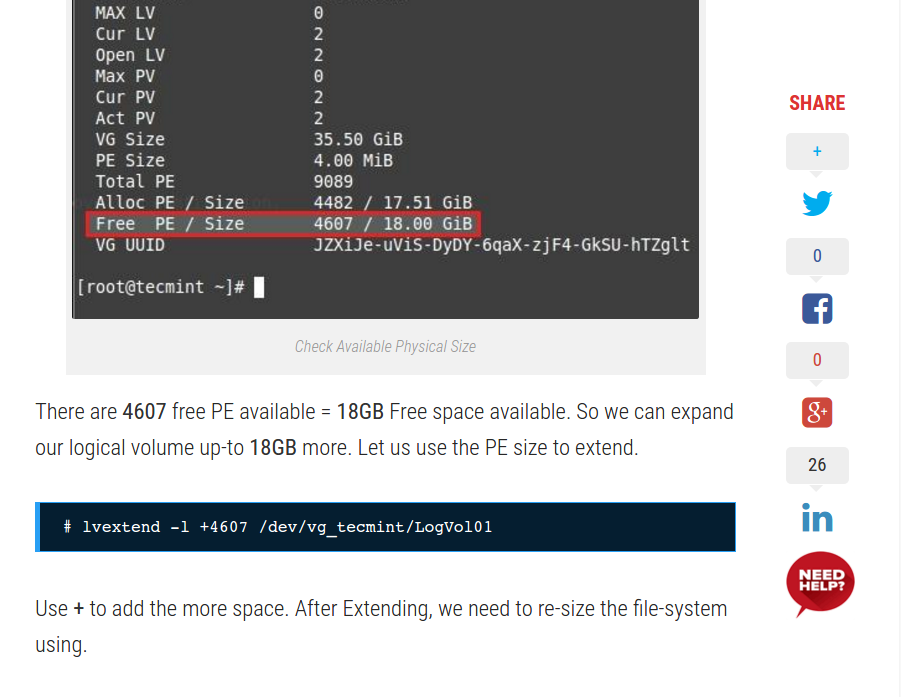 MAX LV 0
Cur LV 2
Open LV 2
Max PV 0
Cur PV 2
Act PV 2
VG Size 35.50 GiB
PE Size 4.00 MiB
Total PE 9089
Alloc PE / Size 4482 / 17.51 GiB
Free PE / Size 4607 / 18.00 GiB
VG UUID JZXiJe-uViS-DyDY-6qaX-zjF4-GkSU-hTZglt
[root@tecmint ~]#
Check Available Physical Size
There are 4607 free PE available = 18GB Free space available. So we can expand
our logical volume up-to 18GB more. Let us use the PE size to extend.
# lvextend -l +4607 /dev/vg_tecmint/LogVol01
Use + to add the more space. After Extending, we need to re-size the file-system
using.
SHARE
+
0
f
0
g+
26
in
NEED
HELP?